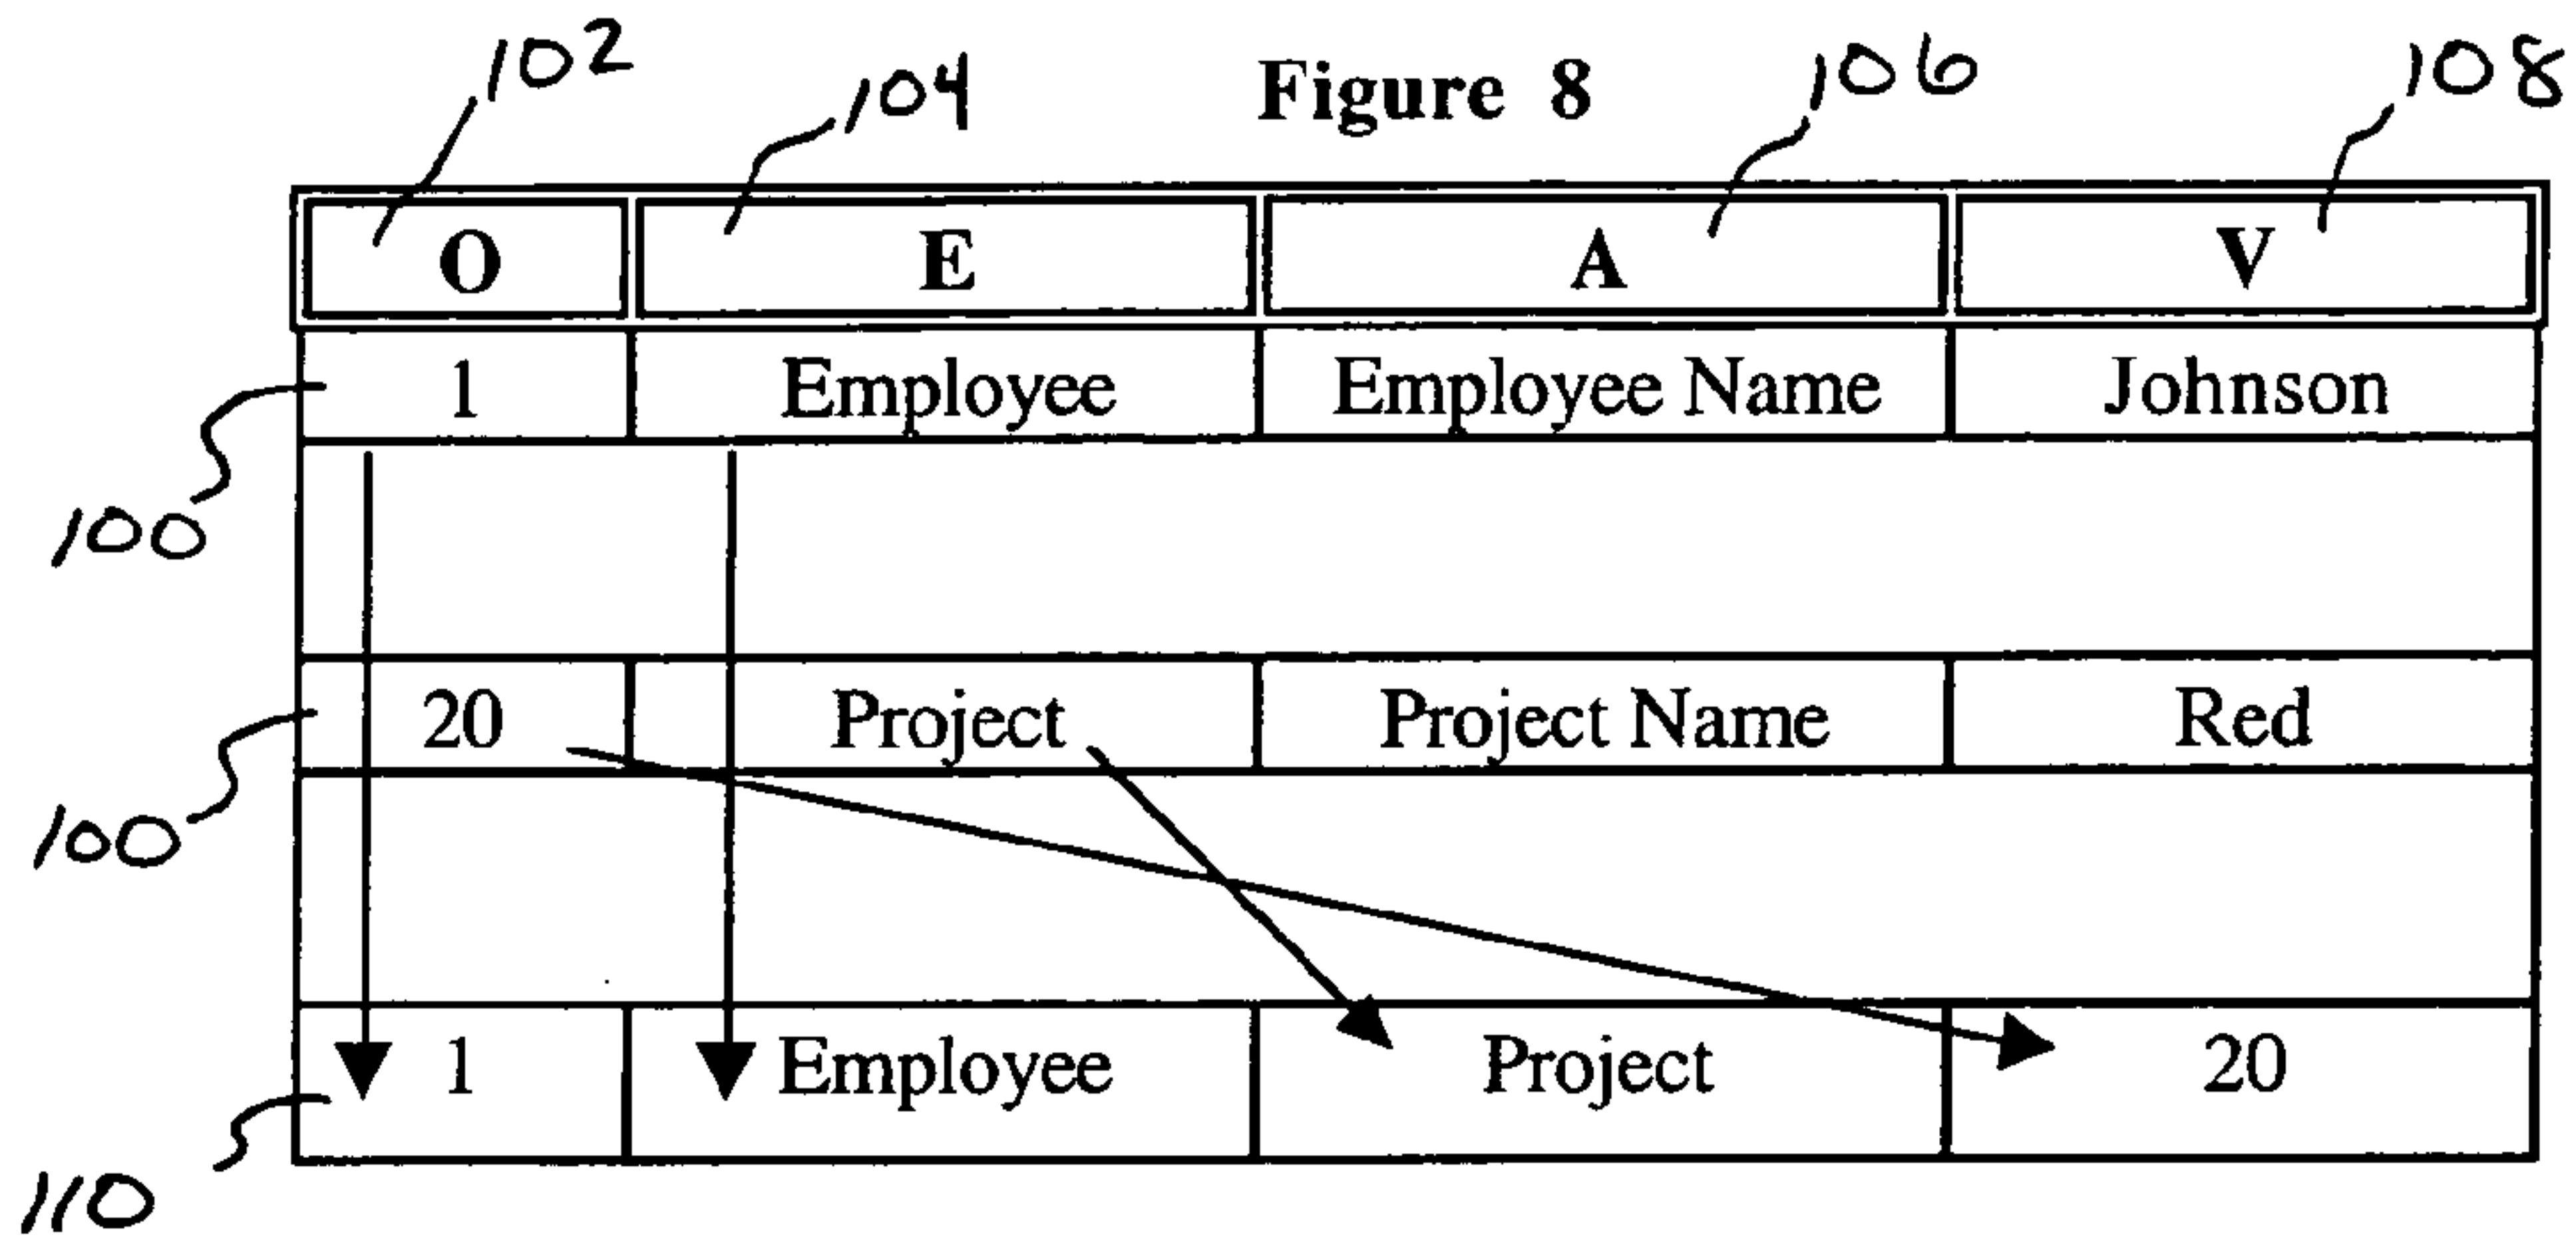 102 104 Figure 8 106 108
O E A V
1 Employee Employee Name Johnson
100
20 Project Project Name Red
100
1 Employee Project 20
110